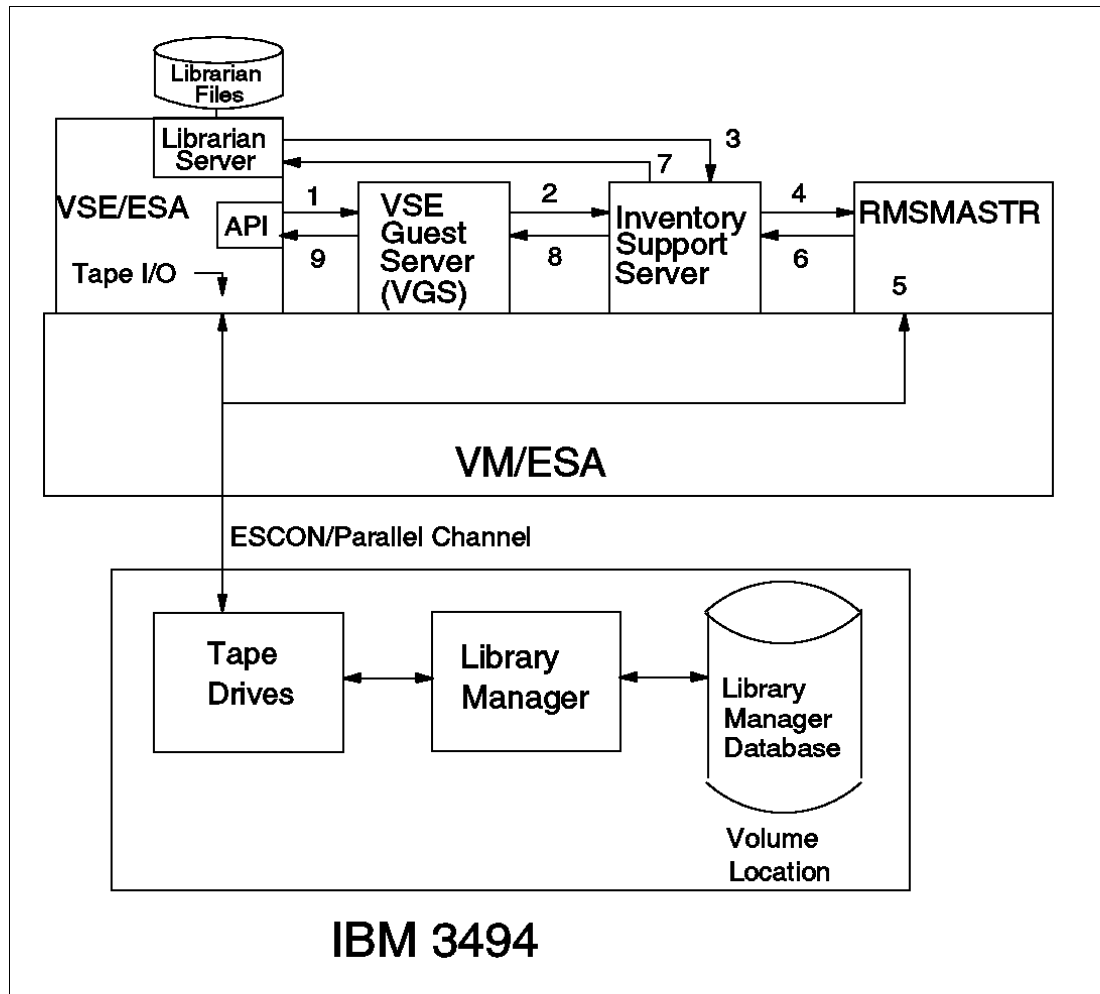 Librarian
Files
Librarian
Server
3
7
VSE/ESA
API
1
VSE
Guest
Server
(VGS)
2
Inventory
Support
Server
4
RMSMASTR
9
8
6
Tape I/O
5
VM/ESA
ESCON/Parallel Channel
Tape
Drives
Library
Manager
Library
Manager
Database
Volume
Location
IBM 3494